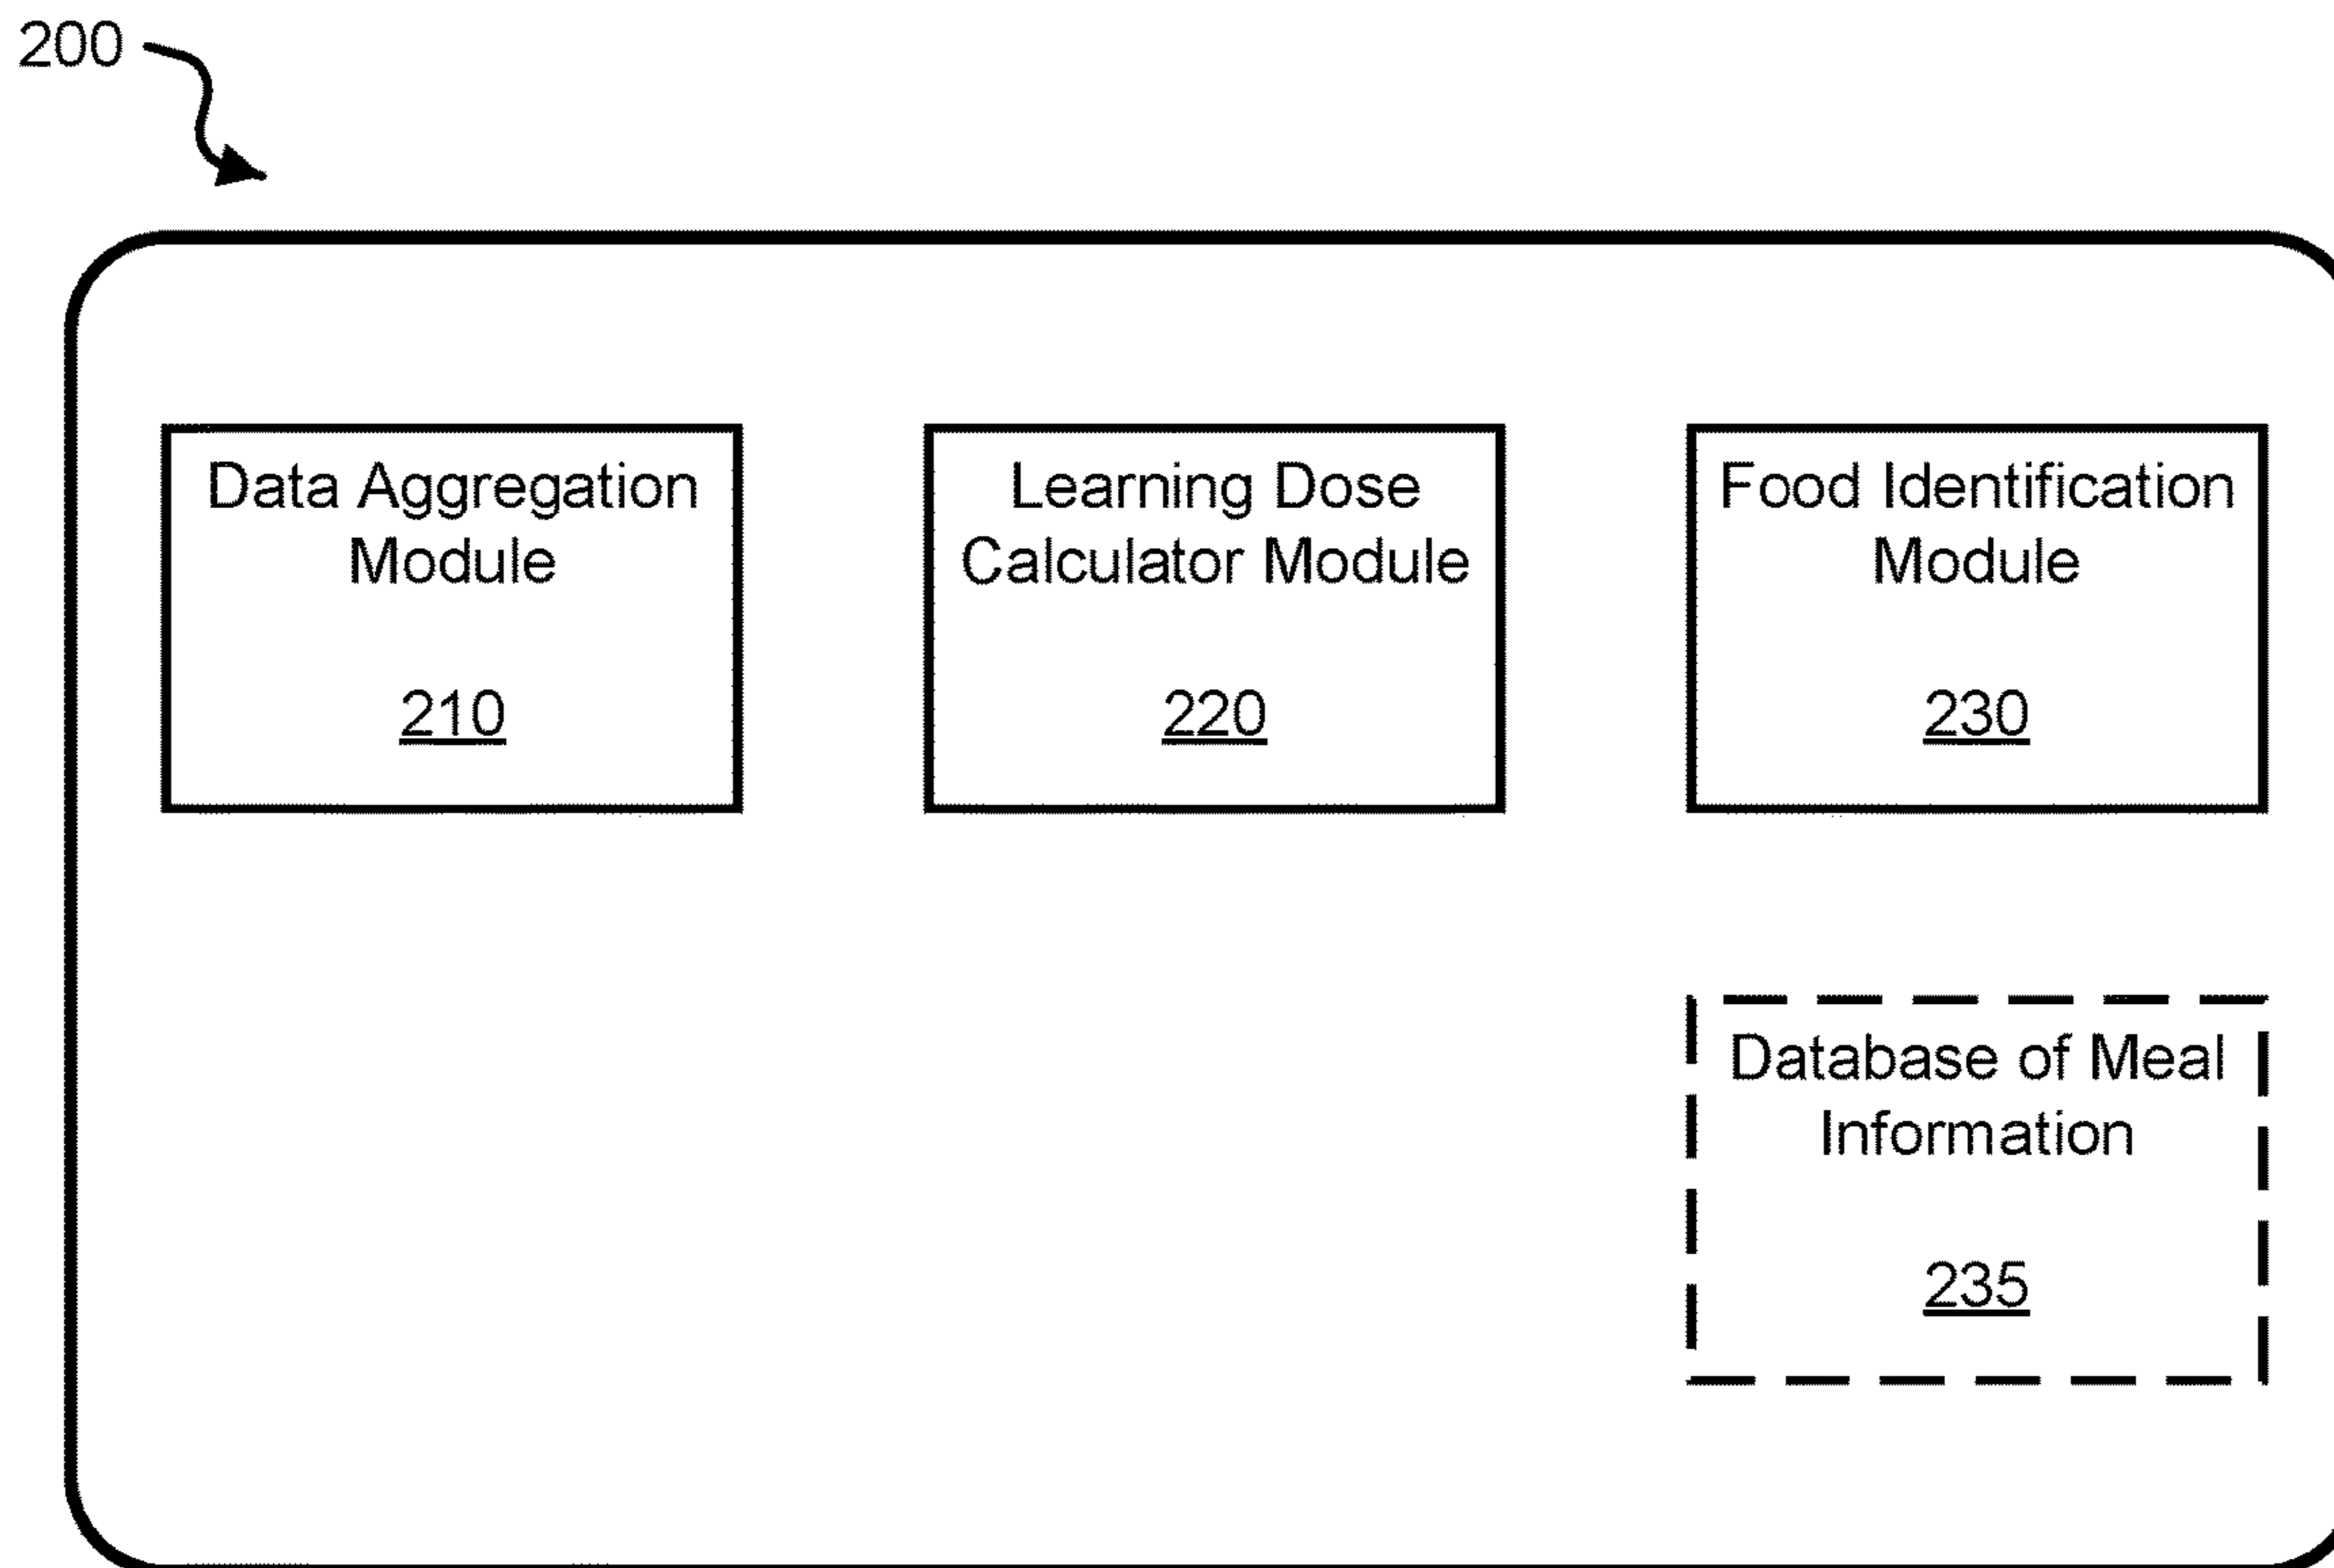 200
Data Aggregation
Module
210
Learning Dose
Calculator Module
220
Food Identification
Module
230
Database of Meal
Information
235